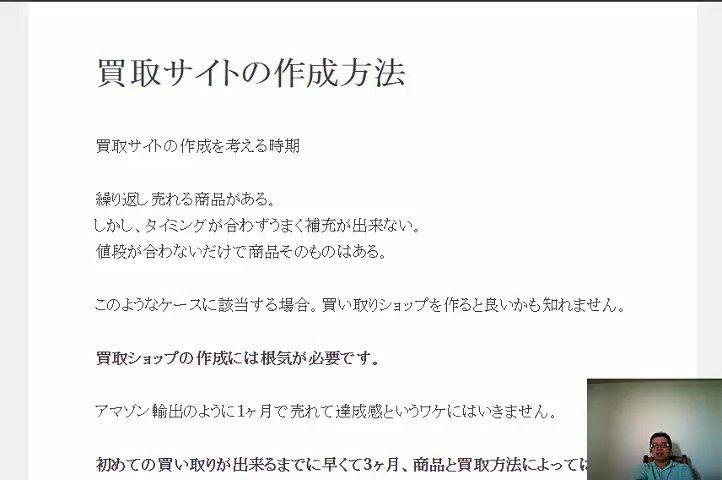 買取サイトの作成方法
買取サイトの作成を考える時期
繰り返し売れる商品がある。
しかし、タイミングが合わずうまく補充が出来ない。
値段が合わないだけで商品そのものはある。
このようなケースに該当する場合。買い取りショップを作ると良いかも知れません。
買取ショップの作成には根気が必要です。
アマゾン輸出のように1ヶ月で売れて達成感というワケにはいきません。
初めての買い取りが出来るまでに早くて3ヶ月、商品と買取方法によっては